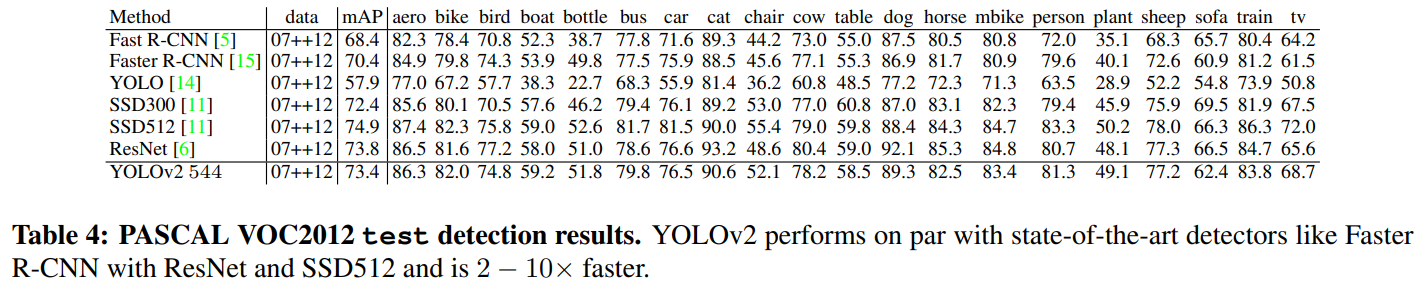 Method data mAP aero bike bird boat bottle bus car cat chair cow table dog horse mbike person plant sheep sofa train tv
Fast R-CNN [5] 07++12 68.4 82.3 78.4 70.8 52.3 38.7 77.8 71.6 89.3 44.2 73.0 55.0 87.5 80.5 80.8 72.0 35.1 68.3 65.7 80.4 64.2
Faster R-CNN [15] 07++12 70.4 84.9 79.8 74.3 53.9 49.8 77.5 75.9 88.5 45.6 77.1 55.3 86.9 81.7 80.9 79.6 40.1 72.6 60.9 81.2 61.5
YOLO [14] 07++12 57.9 77.0 67.2 57.7 38.3 22.7 68.3 55.9 81.4 36.2 60.8 48.5 77.2 72.3 71.3 63.5 28.9 52.2 54.8 73.9 50.8
SSD300 [11] 07++12 72.4 85.6 80.1 70.5 57.6 46.2 79.4 76.1 89.2 53.0 77.0 60.8 87.0 83.1 82.3 79.4 45.9 75.9 69.5 81.9 67.5
SSD512 [11] 07++12 74.9 87.4 82.3 75.8 59.0 52.6 81.7 81.5 90.0 55.4 79.0 59.8 88.4 84.3 84.7 83.3 50.2 78.0 66.3 86.3 72.0
ResNet [6] 07++12 73.8 86.5 81.6 77.2 58.0 51.0 78.6 76.6 93.2 48.6 80.4 59.0 92.1 85.3 84.8 80.7 48.1 77.3 66.5 84.7 65.6
YOLOv2 544 07++12 73.4 86.3 82.0 74.8 59.2 51.8 79.8 76.5 90.6 52.1 78.2 58.5 89.3 82.5 83.4 81.3 49.1 77.2 62.4 83.8 68.7
Table 4: PASCAL VOC2012 test detection results. YOLOv2 performs on par with state-of-the-art detectors like Faster
R-CNN with ResNet and SSD512 and is 2 − 10× faster.